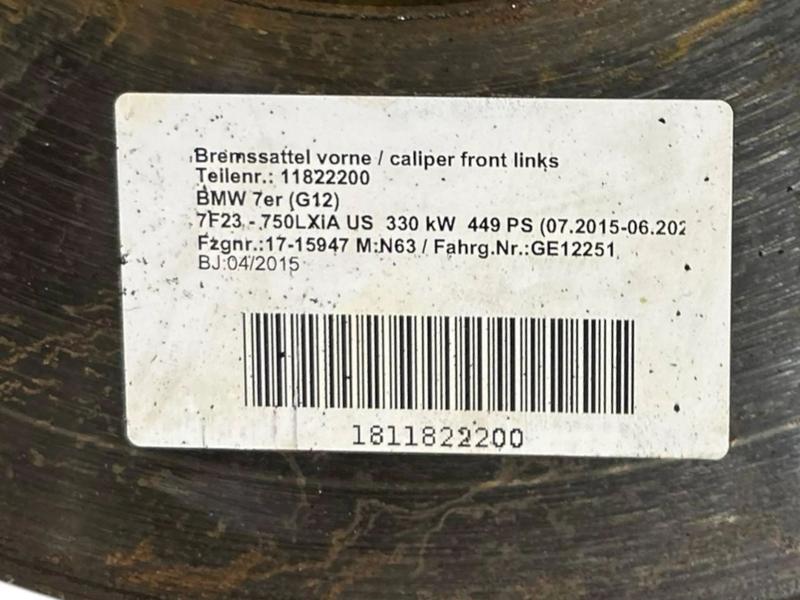 Bremssattel vorne / caliper front links
Teilenr.: 11822200
BMW 7er (G12)
7F23 - 750LXiA US 330 kW 449 PS (07.2015-06.202
Fzgnr.:17-15947 M:N63 / Fahrg.Nr.:GE12251
BJ:04/2015
1811822200